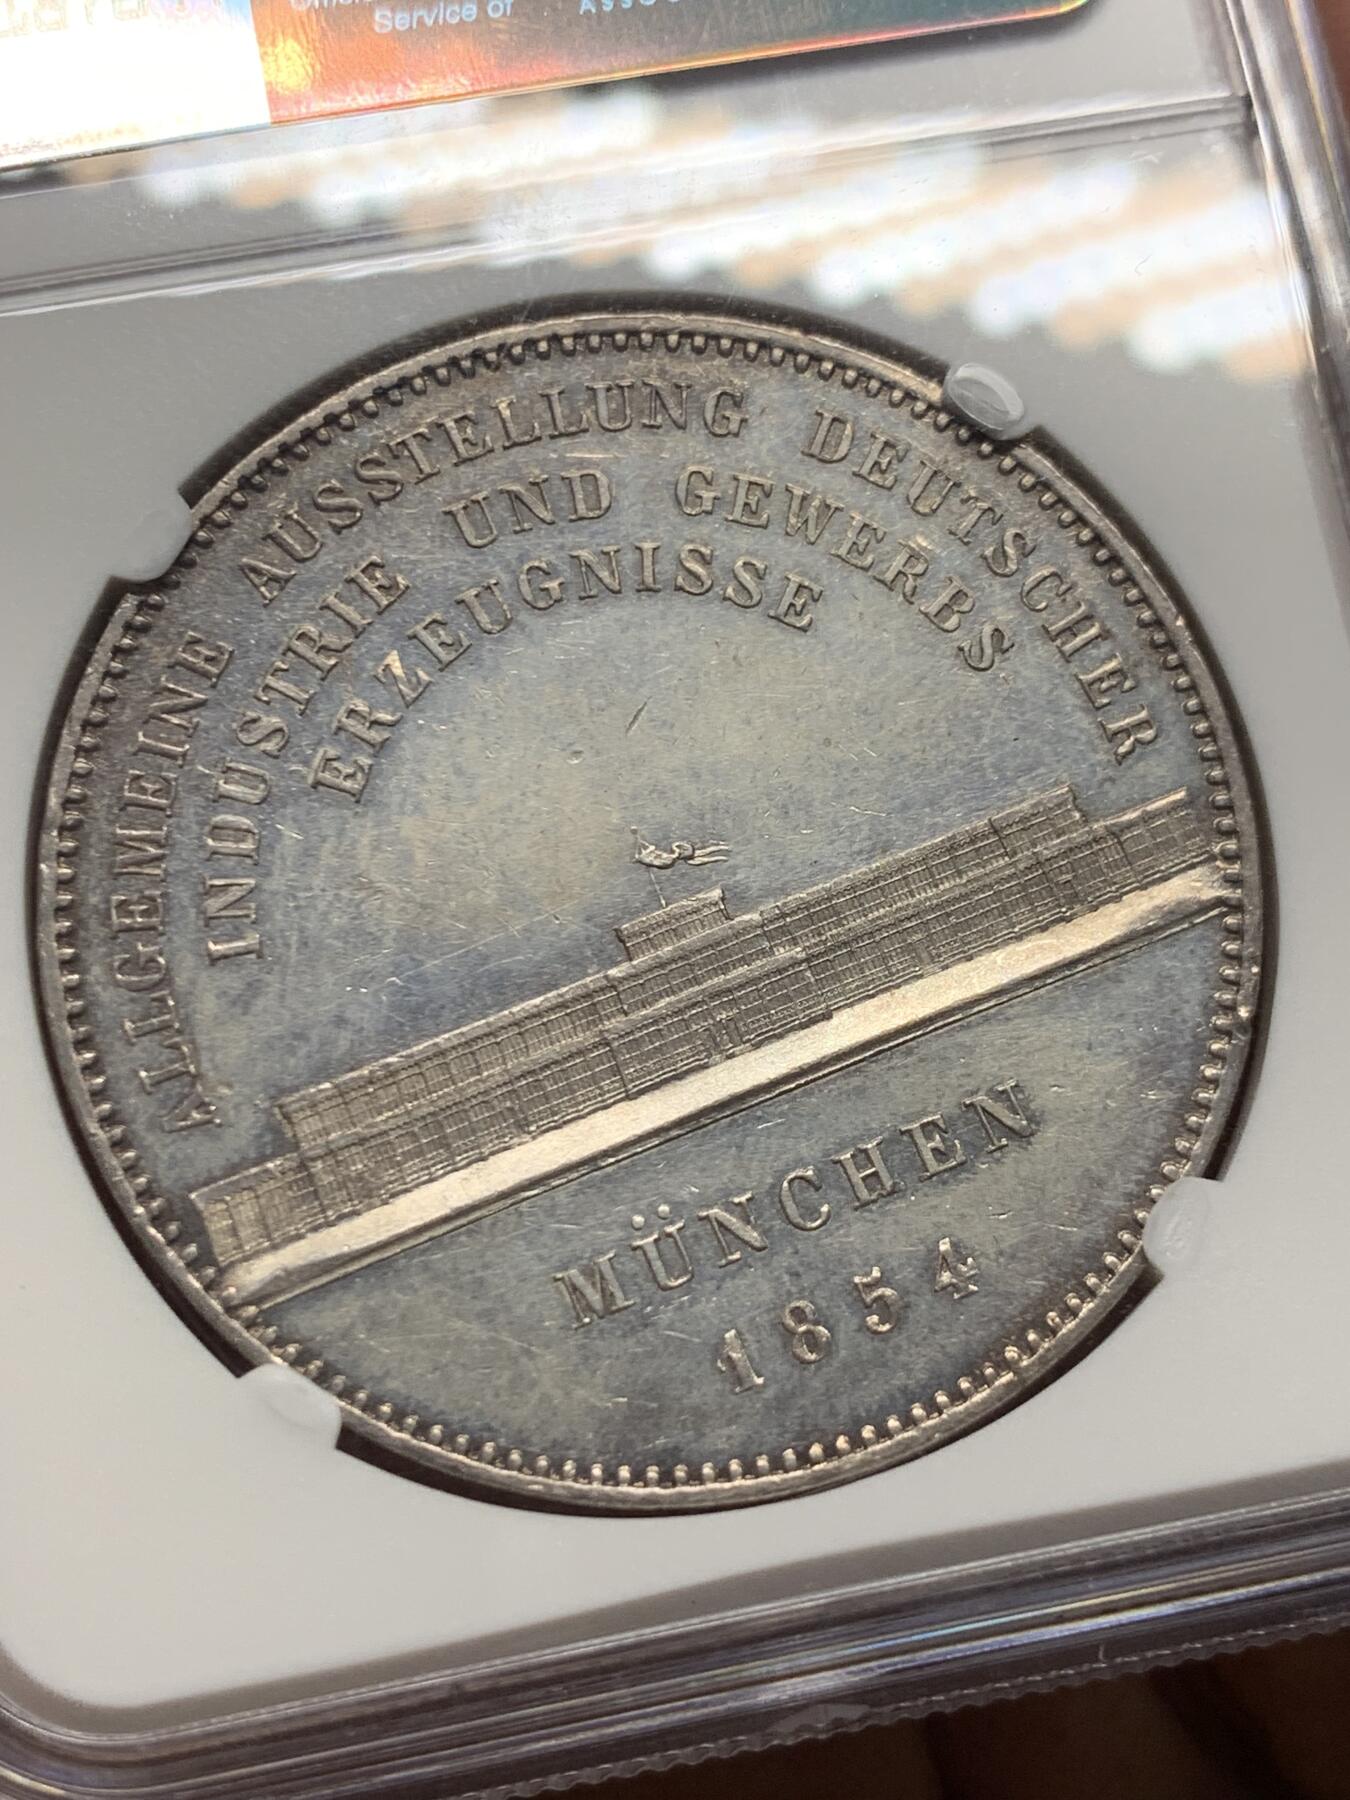 Service of
ALLGEMEINE AUSSTELLUNG DEUTSCHER
INDUSTRIE UND GEWERBS
ERZEUGNISSE
MÜNCHEN
1854